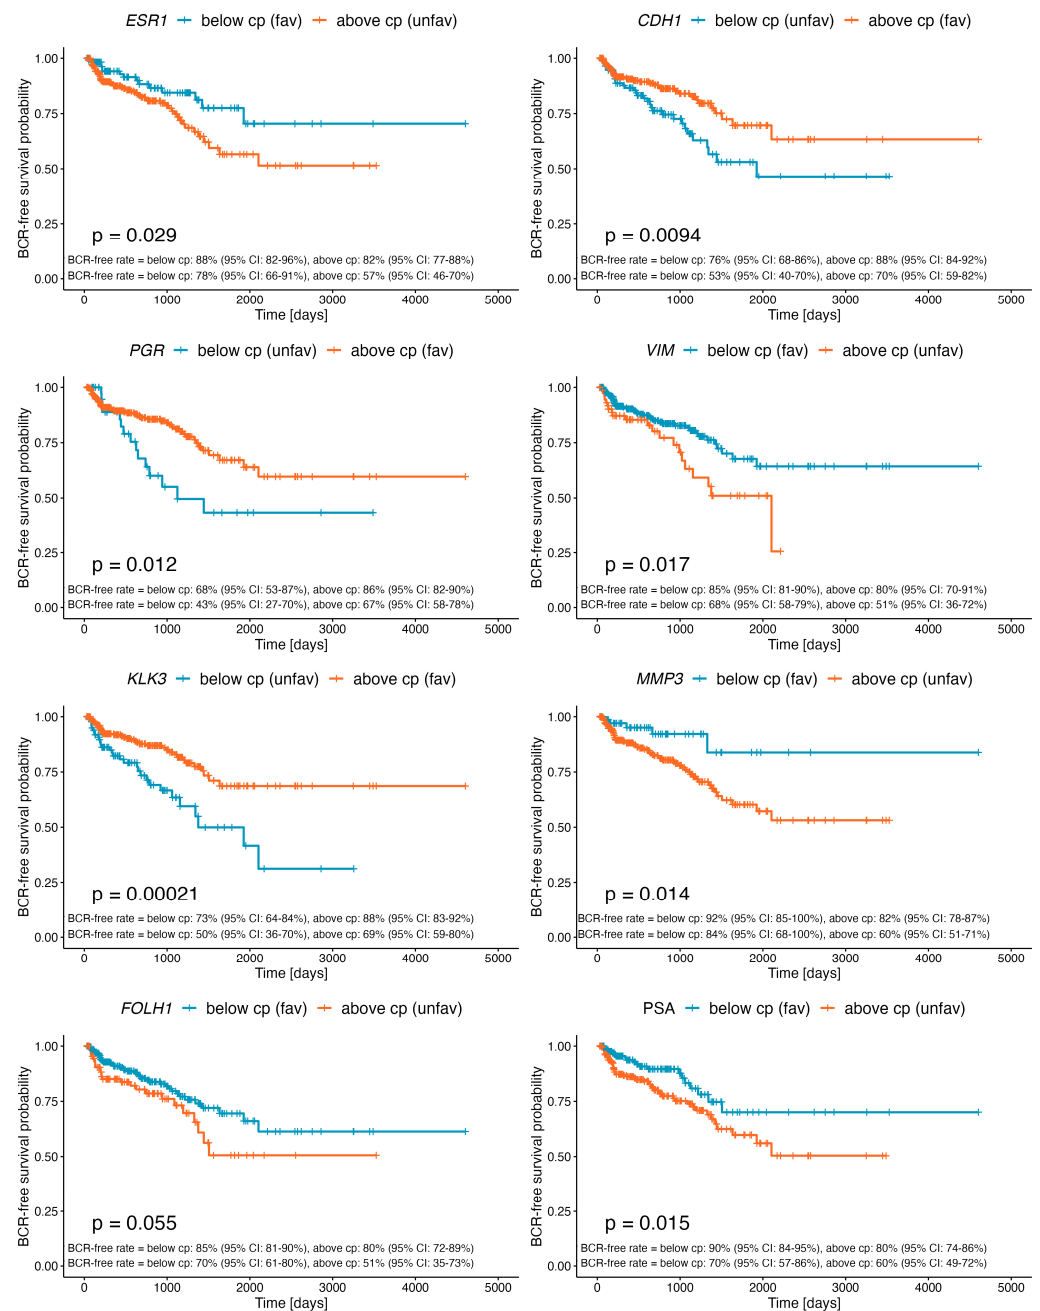 ESR1 below cp (fav) above cp (unfav)
BCR-free survival probability
1.00
0.75
0.50
0.25
0.00
p = 0.029
BCR-free rate = below cp: 88% (95% CI: 82-96%), above cp: 82% (95% CI: 77-88%)
BCR-free rate = below cp: 78% (95% CI: 66-91%), above cp: 57% (95% CI: 46-70%)
0 1000 2000 3000 4000 5000
Time [days]
CDH1 below cp (unfav) above cp (fav)
BCR-free survival probability
1.00
0.75
0.50
0.25
0.00
p = 0.0094
BCR-free rate = below cp: 76% (95% CI: 68-86%), above cp: 88% (95% CI: 84-92%)
BCR-free rate = below cp: 53% (95% CI: 40-70%), above cp: 70% (95% CI: 59-82%)
0 1000 2000 3000 4000 5000
Time [days]
PGR below cp (unfav) above cp (fav)
BCR-free survival probability
1.00
0.75
0.50
0.25
0.00
p = 0.012
BCR-free rate = below cp: 68% (95% CI: 53-87%), above cp: 86% (95% CI: 82-90%)
BCR-free rate = below cp: 43% (95% CI: 27-70%), above cp: 67% (95% CI: 58-78%)
0 1000 2000 3000 4000 5000
Time [days]
VIM below cp (fav) above cp (unfav)
BCR-free survival probability
1.00
0.75
0.50
0.25
0.00
p = 0.017
BCR-free rate = below cp: 85% (95% CI: 81-90%), above cp: 80% (95% CI: 70-91%)
BCR-free rate = below cp: 68% (95% CI: 58-79%), above cp: 51% (95% CI: 36-72%)
0 1000 2000 3000 4000 5000
Time [days]
KLK3 below cp (unfav) above cp (fav)
BCR-free survival probability
1.00
0.75
0.50
0.25
0.00
p = 0.00021
BCR-free rate = below cp: 73% (95% CI: 64-84%), above cp: 88% (95% CI: 83-92%)
BCR-free rate = below cp: 50% (95% CI: 36-70%), above cp: 69% (95% CI: 59-80%)
0 1000 2000 3000 4000 5000
Time [days]
MMP3 below cp (fav) above cp (unfav)
BCR-free survival probability
1.00
0.75
0.50
0.25
0.00
p = 0.014
BCR-free rate = below cp: 92% (95% CI: 85-100%), above cp: 82% (95% CI: 78-87%)
BCR-free rate = below cp: 84% (95% CI: 68-100%), above cp: 60% (95% CI: 51-71%)
0 1000 2000 3000 4000 5000
Time [days]
FOLH1 below cp (fav) above cp (unfav)
BCR-free survival probability
1.00
0.75
0.50
0.25
0.00
p = 0.055
BCR-free rate = below cp: 85% (95% CI: 81-90%), above cp: 80% (95% CI: 72-89%)
BCR-free rate = below cp: 70% (95% CI: 61-80%), above cp: 51% (95% CI: 35-73%)
0 1000 2000 3000 4000 5000
Time [days]
PSA below cp (fav) above cp (unfav)
BCR-free survival probability
1.00
0.75
0.50
0.25
0.00
p = 0.015
BCR-free rate = below cp: 90% (95% CI: 84-95%), above cp: 80% (95% CI: 74-86%)
BCR-free rate = below cp: 70% (95% CI: 57-86%), above cp: 60% (95% CI: 49-72%)
0 1000 2000 3000 4000 5000
Time [days]